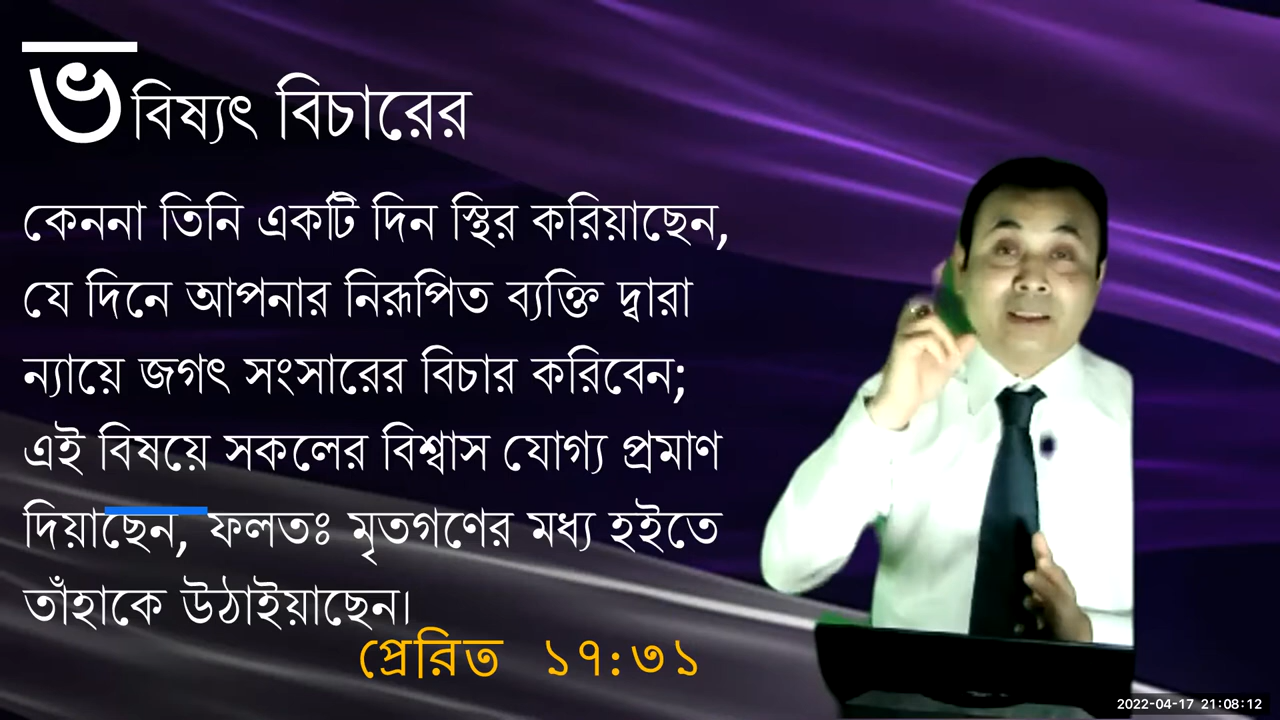 ভবিষ্যৎ বিচারের
কেননা তিনি একটি দিন স্থির করিয়াছেন,
যে দিনে আপনার নিরূপিত ব্যক্তি দ্বারা
ন্যায়ে জগৎ সংসারের বিচার করিবেন;
এই বিষয়ে সকলের বিশ্বাস যোগ্য প্রমাণ
দিয়াছেন, ফলতঃ মৃতগণের মধ্য হইতে
তাঁহাকে উঠাইয়াছেন।
প্রেরিত ১৭:৩১
2022-04-17 21:08:12